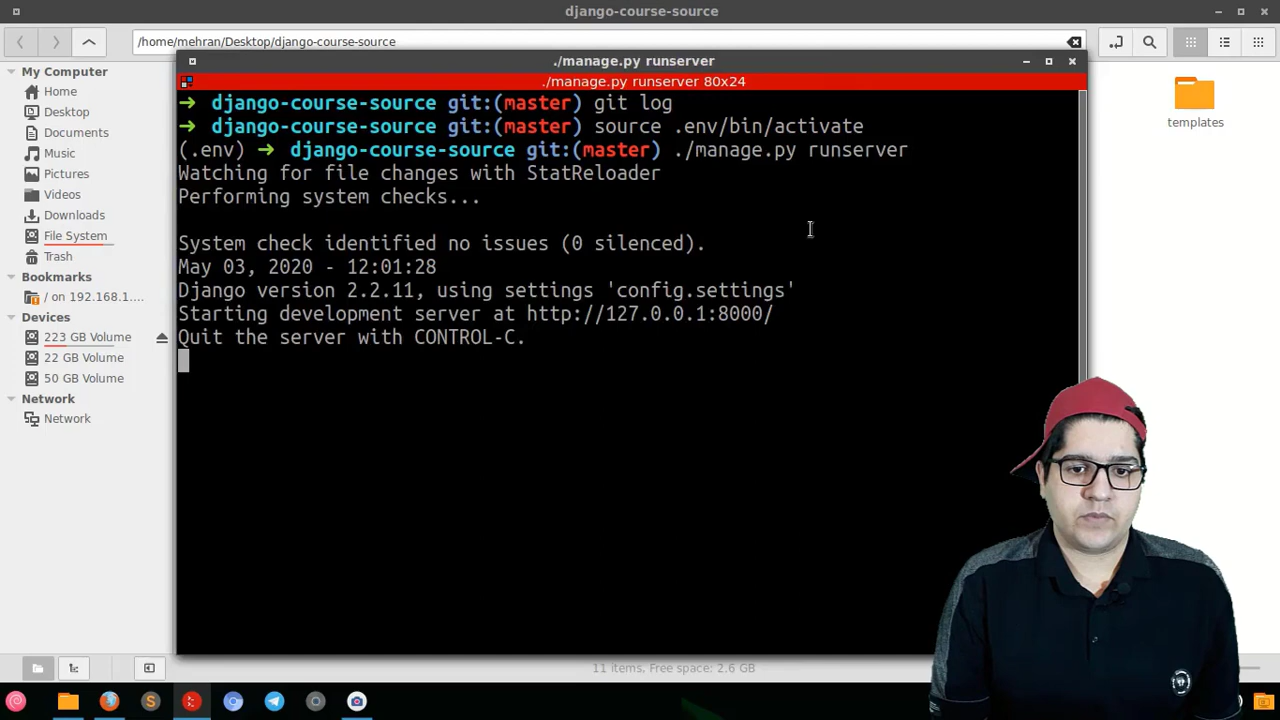 django-course-source
/home/mehran/Desktop/django-course-source
My Computer
Home
Desktop
Documents
Music
Pictures
Videos
Downloads
File System
Trash
Bookmarks
/ on 192.168.1....
Devices
223 GB Volume
22 GB Volume
50 GB Volume
Network
Network
./manage.py runserver
./manage.py runserver 80x24
➜ django-course-source git:(master) git log
➜ django-course-source git:(master) source .env/bin/activate
(.env) ➜ django-course-source git:(master) ./manage.py runserver
Watching for file changes with StatReloader
Performing system checks...
System check identified no issues (0 silenced).
May 03, 2020 - 12:01:28
Django version 2.2.11, using settings 'config.settings'
Starting development server at http://127.0.0.1:8000/
Quit the server with CONTROL-C.
templates
11 items, Free space: 2.6 GB